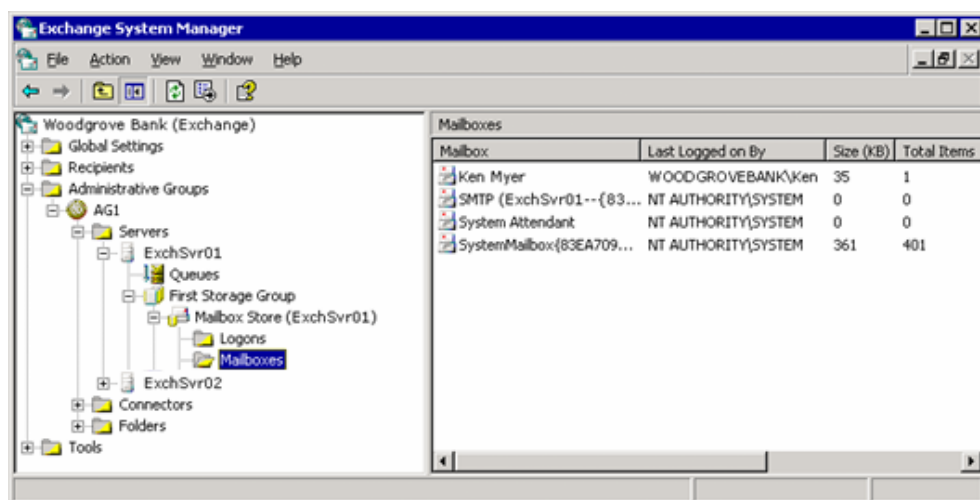 Exchange System Manager
File Action View Window Help
Woodgrove Bank (Exchange)
Global Settings
Recipients
Administrative Groups
AG1
Servers
ExchSvr01
Queues
First Storage Group
Mailbox Store (ExchSvr01)
Logons
Mailboxes
ExchSvr02
Connectors
Folders
Tools
Mailboxes
Mailbox Last Logged on By Size (KB) Total Items
Ken Myer WOODGROVEBANK\Ken 35 1
SMTP (ExchSvr01--{83... NT AUTHORITY\SYSTEM 0 0
System Attendant NT AUTHORITY\SYSTEM 0 0
SystemMailbox{83EA709... NT AUTHORITY\SYSTEM 361 401